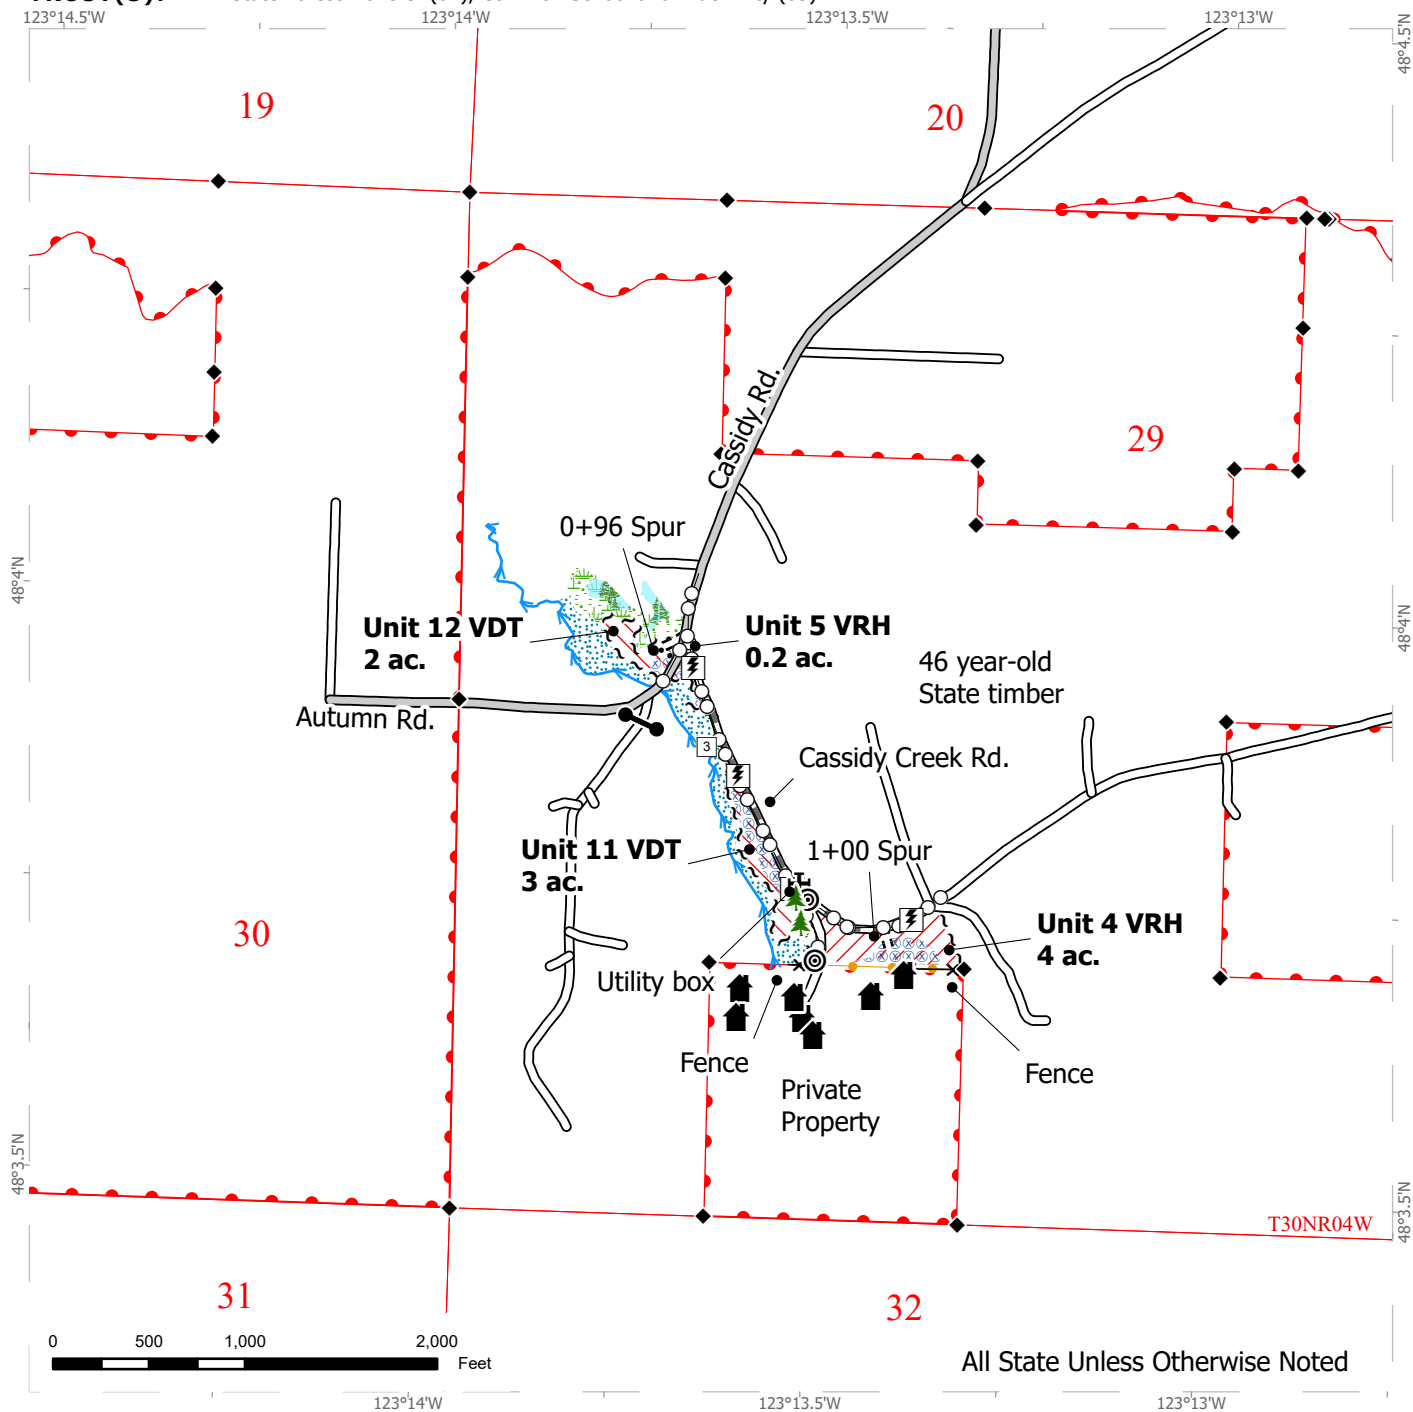 123°14.5'W
123°14'W
123°13.5'W
123°13'W
48°4.5'N
19
20
29
Cassidy Rd.
0+96 Spur
48°4'N
48°4'N
Unit 12 VDT
2 ac.
Unit 5 VRH
0.2 ac.
46 year-old
State timber
Autumn Rd.
3
Cassidy Creek Rd.
Unit 11 VDT
3 ac.
1+00 Spur
30
Unit 4 VRH
4 ac.
Utility box
Fence
Fence
Private
Property
48°3.5'N
48°3.5'N
T30NR04W
31
32
0 500 1,000 2,000
Feet
All State Unless Otherwise Noted
123°14'W
123°13.5'W
123°13'W